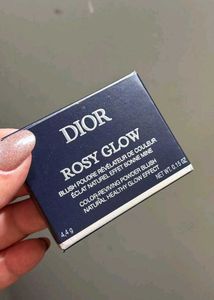 DIOR
ROSY GLOW
BLUSH POUDRE RÉVÉLATEUR DE COULEUR
ÉCLAT NATUREL EFFET BONNE MINE
COLOR-REVIVING POWDER BLUSH
NATURAL HEALTHY GLOW EFFECT
4,4 g
NET WT. 0.15 OZ